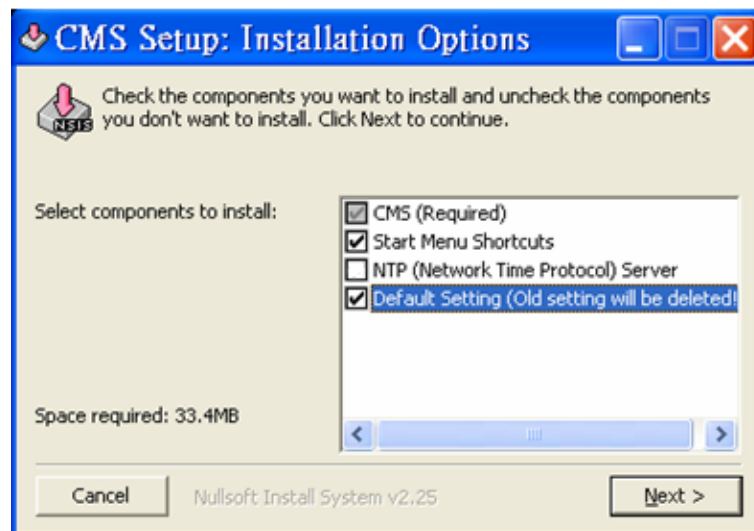 CMS Setup: Installation Options
Check the components you want to install and uncheck the components
you don't want to install. Click Next to continue.
NSIS
Select components to install:
CMS (Required)
Start Menu Shortcuts
NTP (Network Time Protocol) Server
Default Setting (Old setting will be deleted!
Space required: 33.4MB
Cancel
Nullsoft Install System v2.25
Next >